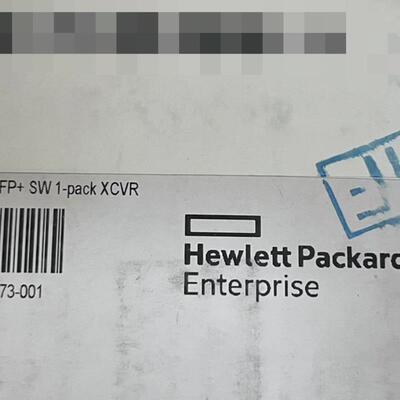 FP+ SW 1-pack XCVR
73-001
Hewlett Packard
Enterprise